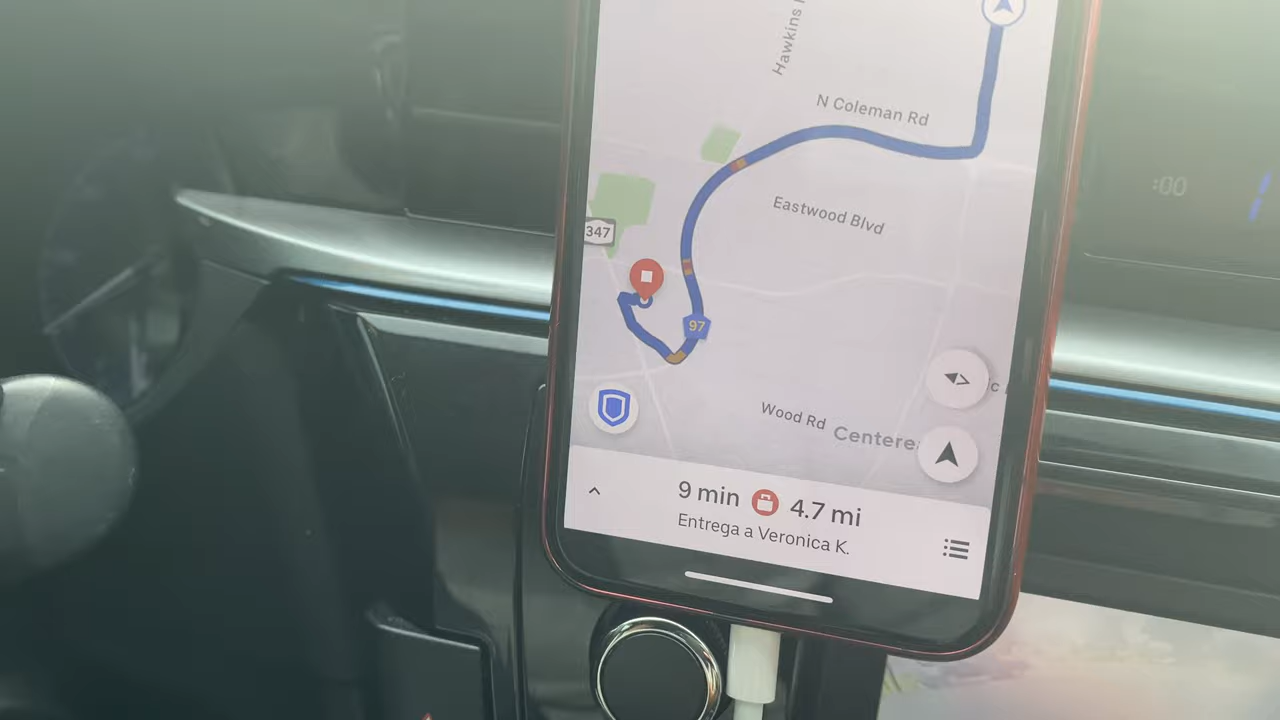 Hawkins
N Coleman Rd
:00
Eastwood Blvd
347
97
Wood Rd
Centere
9 min 4.7 mi
Entrega a Veronica K.